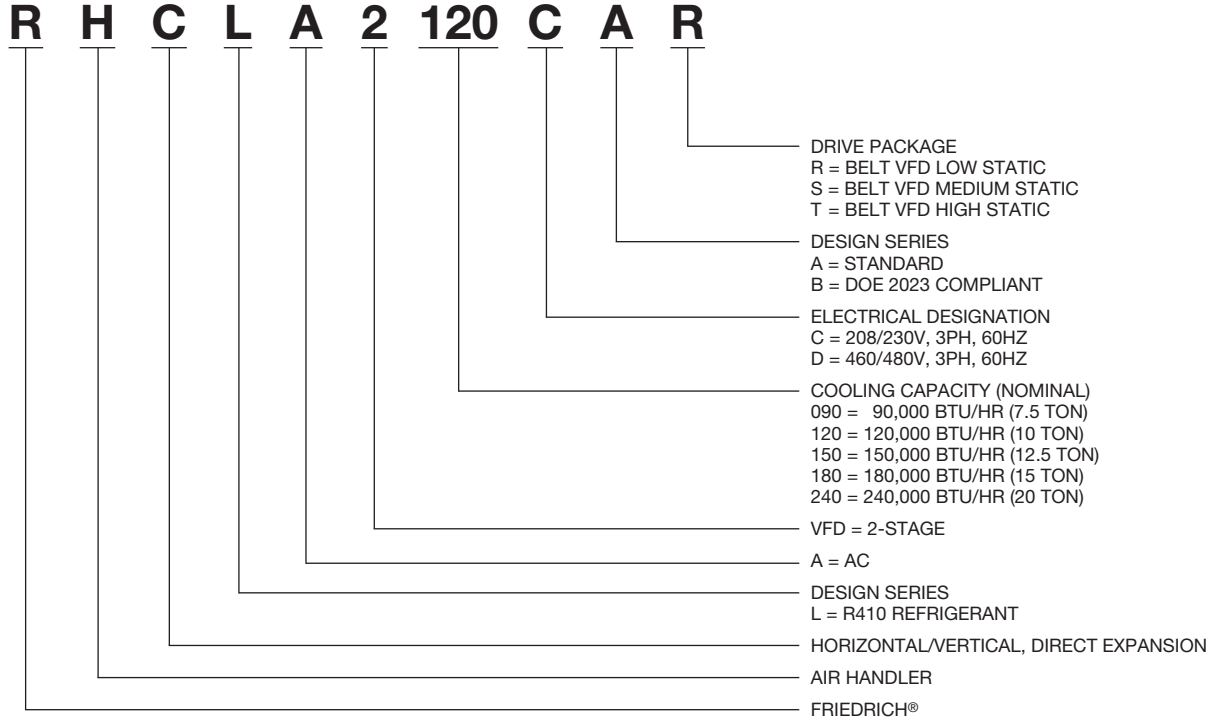 R H C L A 2 120 C A R
DRIVE PACKAGE
R = BELT VFD LOW STATIC
S = BELT VFD MEDIUM STATIC
T = BELT VFD HIGH STATIC
DESIGN SERIES
A = STANDARD
B = DOE 2023 COMPLIANT
ELECTRICAL DESIGNATION
C = 208/230V, 3PH, 60HZ
D = 460/480V, 3PH, 60HZ
COOLING CAPACITY (NOMINAL)
090 = 90,000 BTU/HR (7.5 TON)
120 = 120,000 BTU/HR (10 TON)
150 = 150,000 BTU/HR (12.5 TON)
180 = 180,000 BTU/HR (15 TON)
240 = 240,000 BTU/HR (20 TON)
VFD = 2-STAGE
A = AC
DESIGN SERIES
L = R410 REFRIGERANT
HORIZONTAL/VERTICAL, DIRECT EXPANSION
AIR HANDLER
FRIEDRICH®